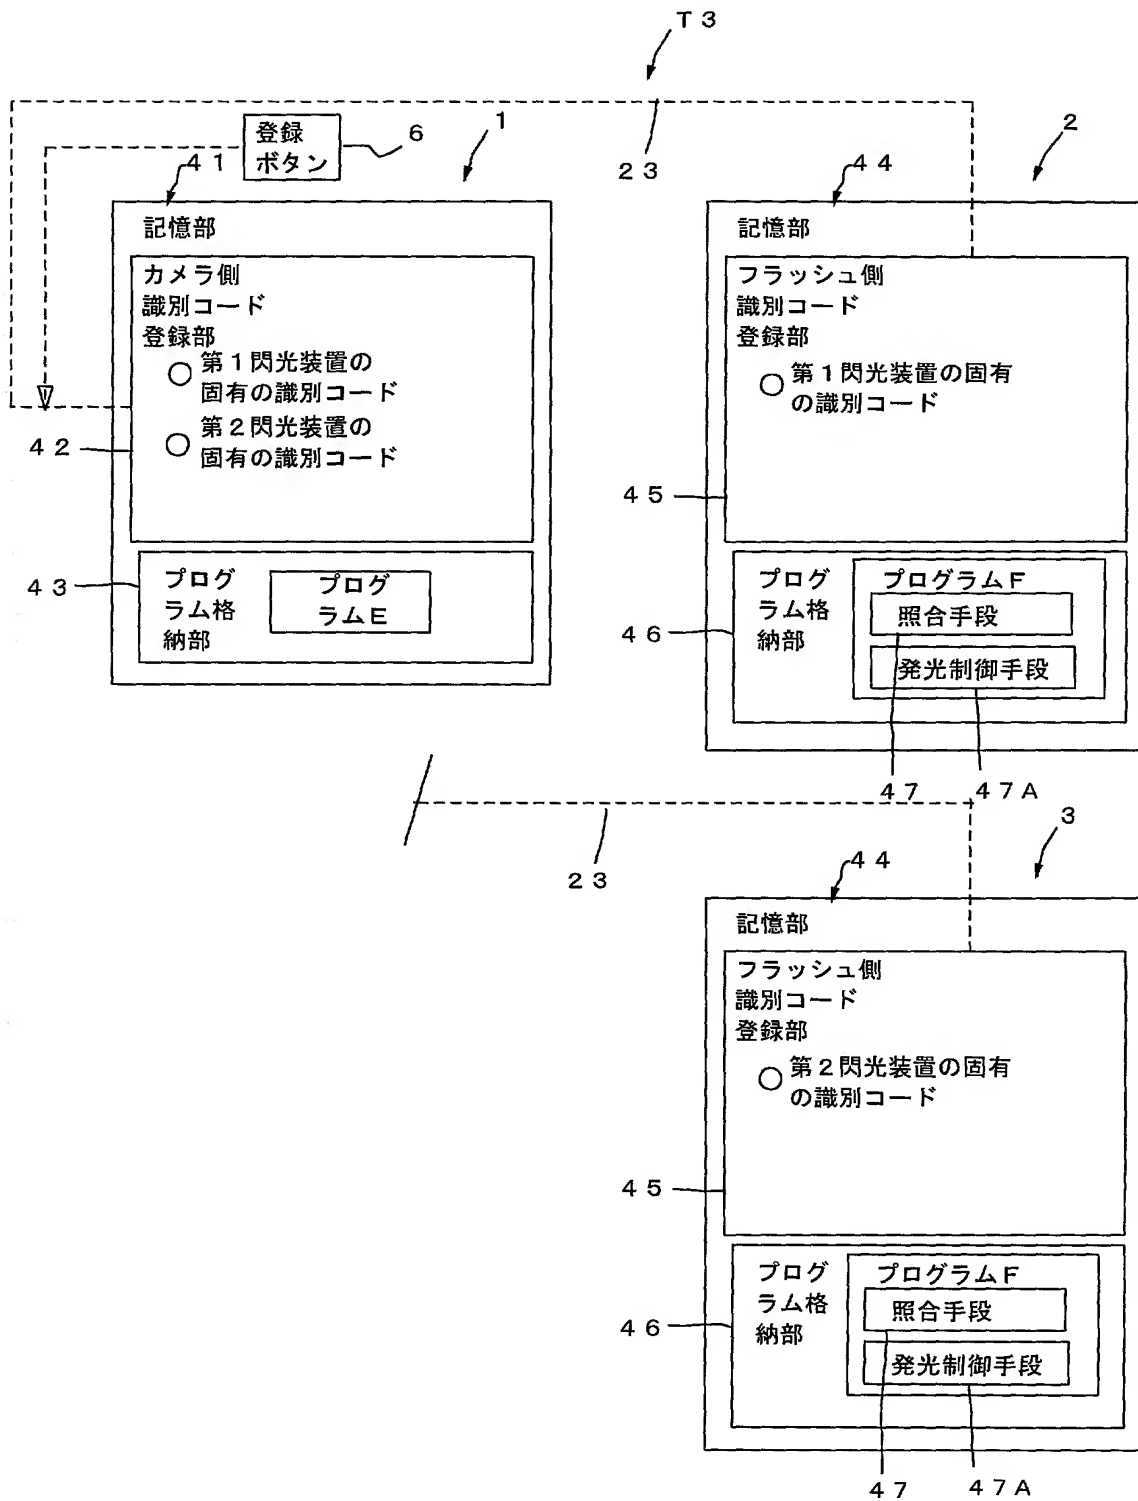 T3
登録
ボタン
6
1
23
2
41
記憶部
カメラ側
識別コード
登録部
○ 第1閃光装置の
固有の識別コード
○ 第2閃光装置の
固有の識別コード
42
43
プログ
ラム格
納部
プログ
ラムE
44
記憶部
フラッシュ側
識別コード
登録部
○ 第1閃光装置の固有
の識別コード
45
46
プログ
ラム格
納部
プログラムF
照合手段
発光制御手段
47
47A
23
3
44
記憶部
フラッシュ側
識別コード
登録部
○ 第2閃光装置の固有
の識別コード
45
46
プログ
ラム格
納部
プログラムF
照合手段
発光制御手段
47
47A